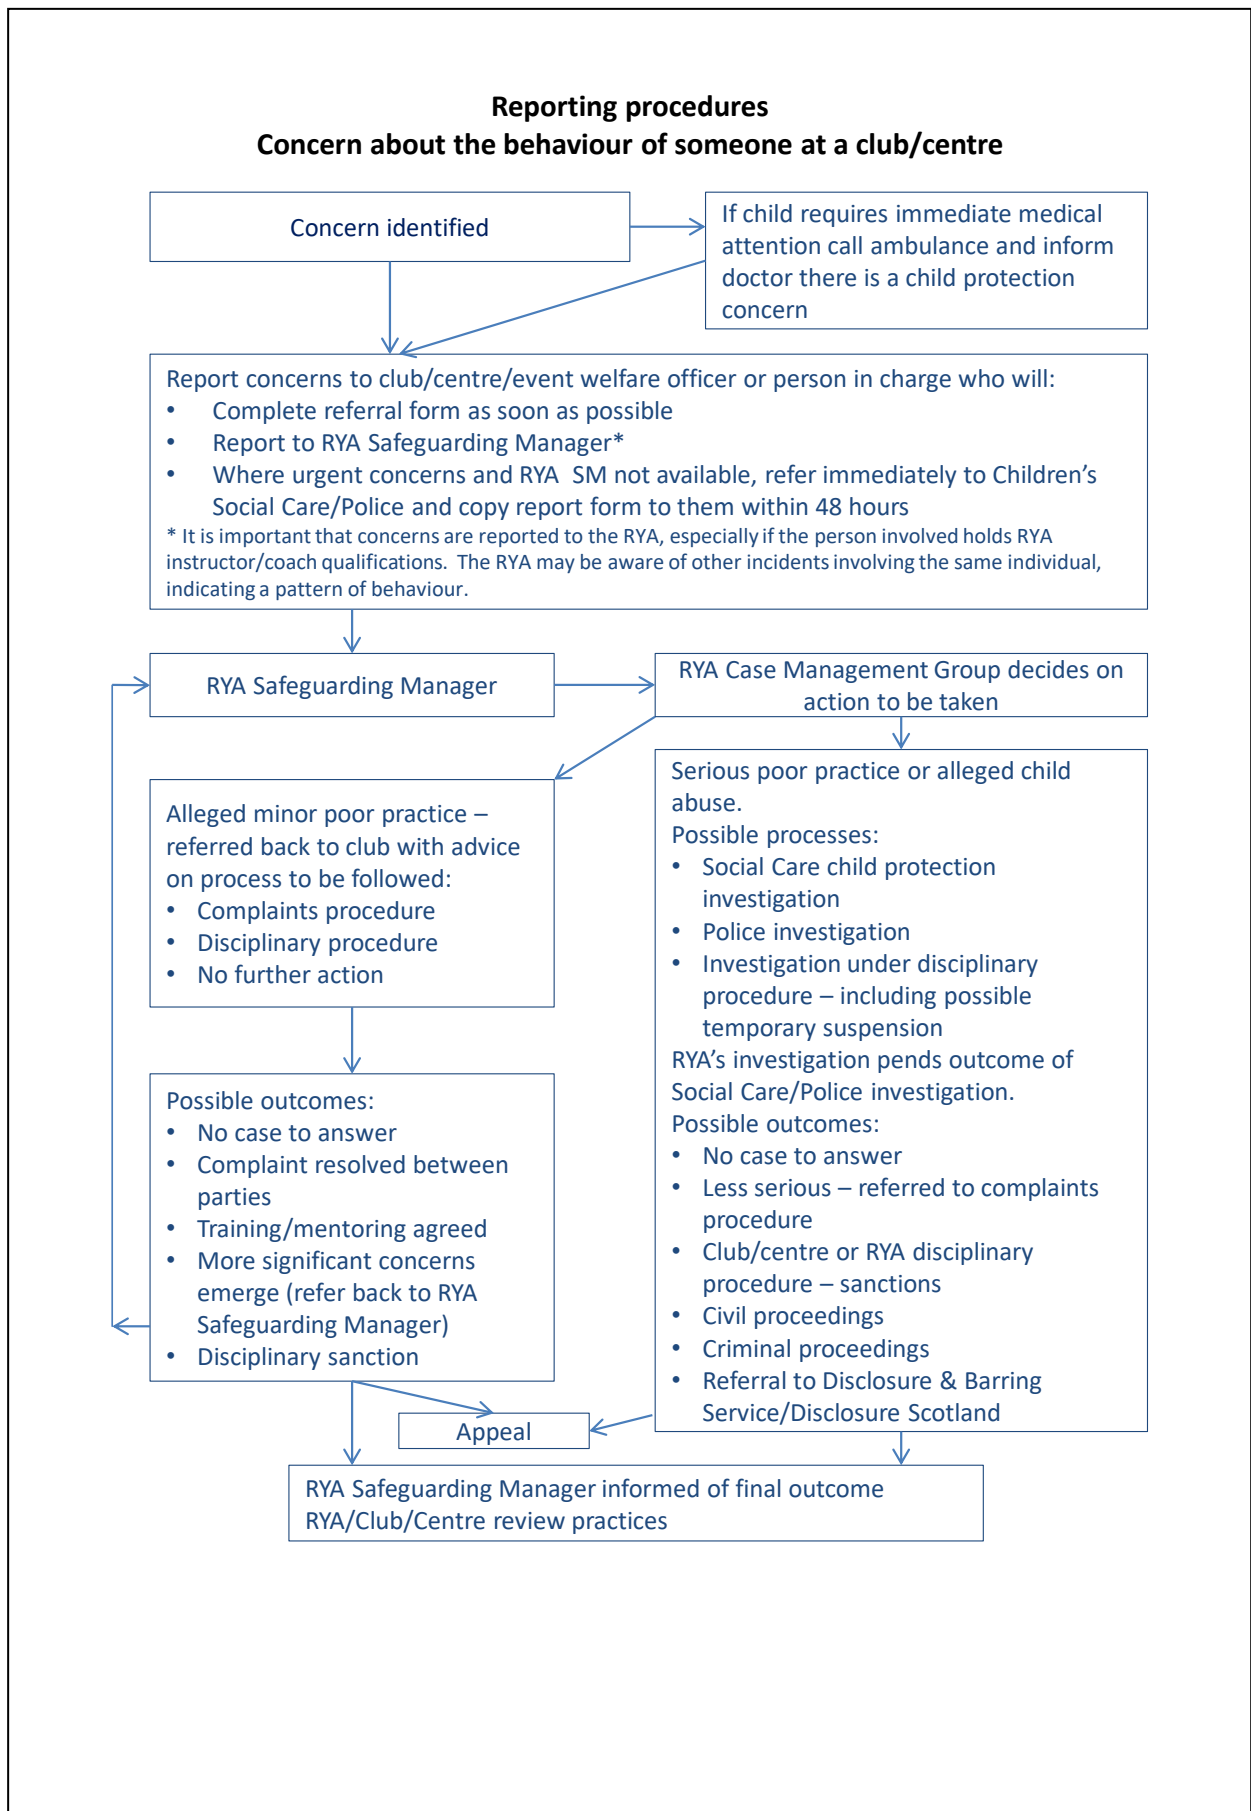 Reporting procedures
Concern about the behaviour of someone at a club/centre
Concern identified
If child requires immediate medical
attention call ambulance and inform
doctor there is a child protection
concern
Report concerns to club/centre/event welfare officer or person in charge who will:
• Complete referral form as soon as possible
• Report to RYA Safeguarding Manager*
• Where urgent concerns and RYA SM not available, refer immediately to Children’s
Social Care/Police and copy report form to them within 48 hours
* It is important that concerns are reported to the RYA, especially if the person involved holds RYA
instructor/coach qualifications. The RYA may be aware of other incidents involving the same individual,
indicating a pattern of behaviour.
RYA Safeguarding Manager
RYA Case Management Group decides on
action to be taken
Alleged minor poor practice –
referred back to club with advice
on process to be followed:
• Complaints procedure
• Disciplinary procedure
• No further action
Serious poor practice or alleged child
abuse.
Possible processes:
• Social Care child protection
investigation
• Police investigation
• Investigation under disciplinary
procedure – including possible
temporary suspension
RYA’s investigation pends outcome of
Social Care/Police investigation.
Possible outcomes:
• No case to answer
• Less serious – referred to complaints
procedure
• Club/centre or RYA disciplinary
procedure – sanctions
• Civil proceedings
• Criminal proceedings
• Referral to Disclosure & Barring
Service/Disclosure Scotland
Possible outcomes:
• No case to answer
• Complaint resolved between
parties
• Training/mentoring agreed
• More significant concerns
emerge (refer back to RYA
Safeguarding Manager)
• Disciplinary sanction
Appeal
RYA Safeguarding Manager informed of final outcome
RYA/Club/Centre review practices